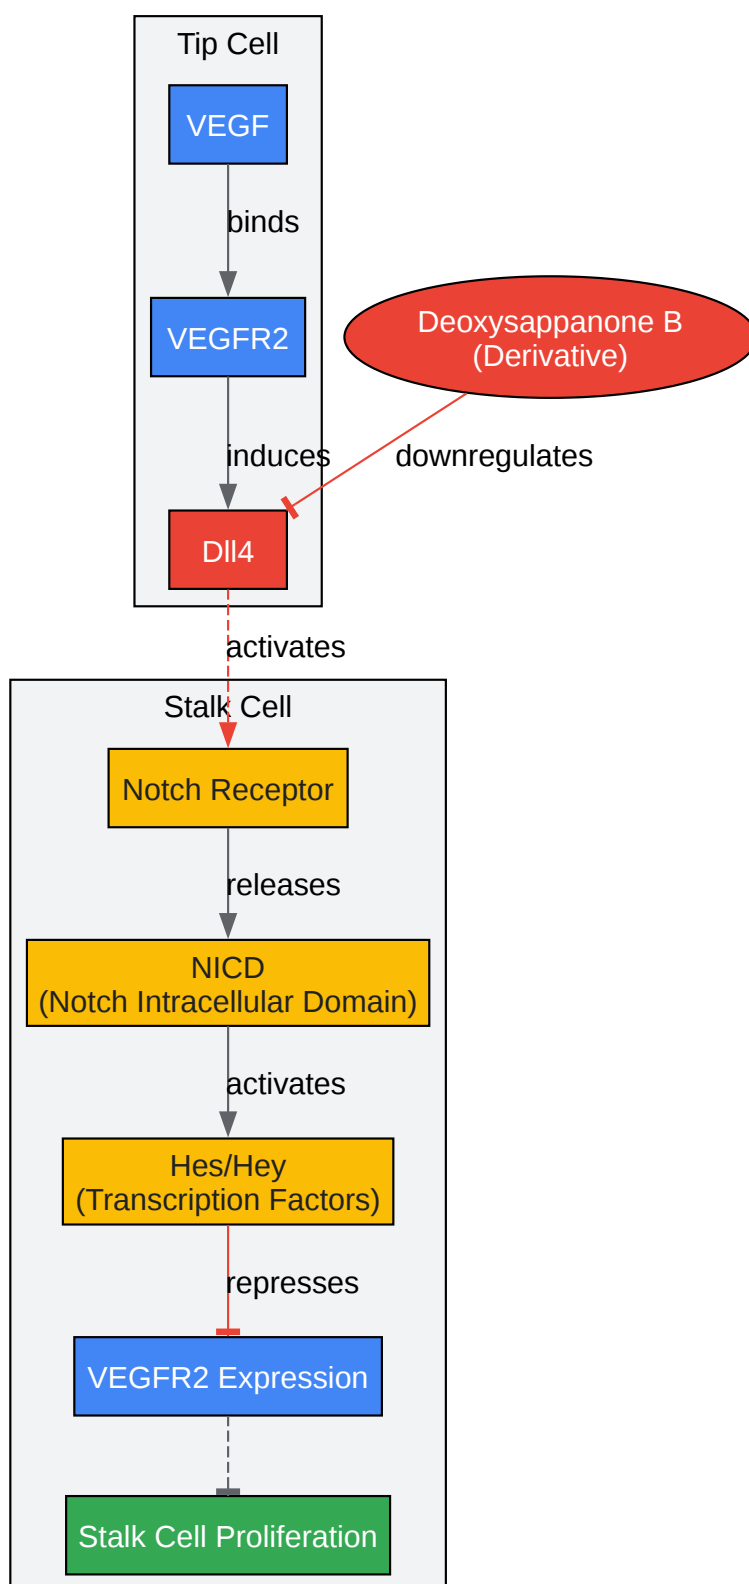 Tip Cell
VEGF
binds
VEGFR2
Deoxysappanone B
(Derivative)
induces
downregulates
Dll4
activates
Stalk Cell
Notch Receptor
releases
NICD
(Notch Intracellular Domain)
activates
Hes/Hey
(Transcription Factors)
represses
VEGFR2 Expression
Stalk Cell Proliferation